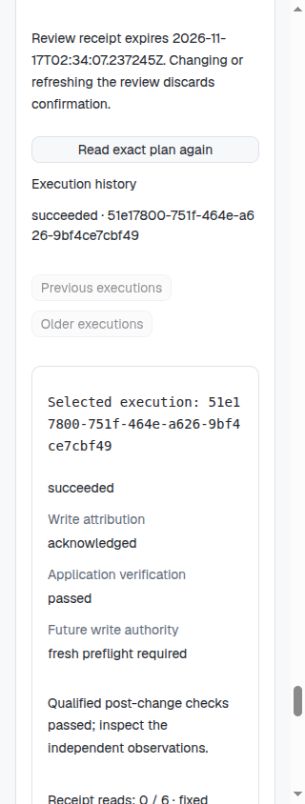 Review receipt expires 2026-11-
17T02:34:07.237245Z. Changing or
refreshing the review discards
confirmation.
Read exact plan again
Execution history
succeeded · 51e17800-751f-464e-a6
26-9bf4ce7cbf49
Previous executions
Older executions
Selected execution: 51e1
7800-751f-464e-a626-9bf4
ce7cbf49
succeeded
Write attribution
acknowledged
Application verification
passed
Future write authority
fresh preflight required
Qualified post-change checks
passed; inspect the
independent observations.
Receipt reads: 0 / 6 · fixed